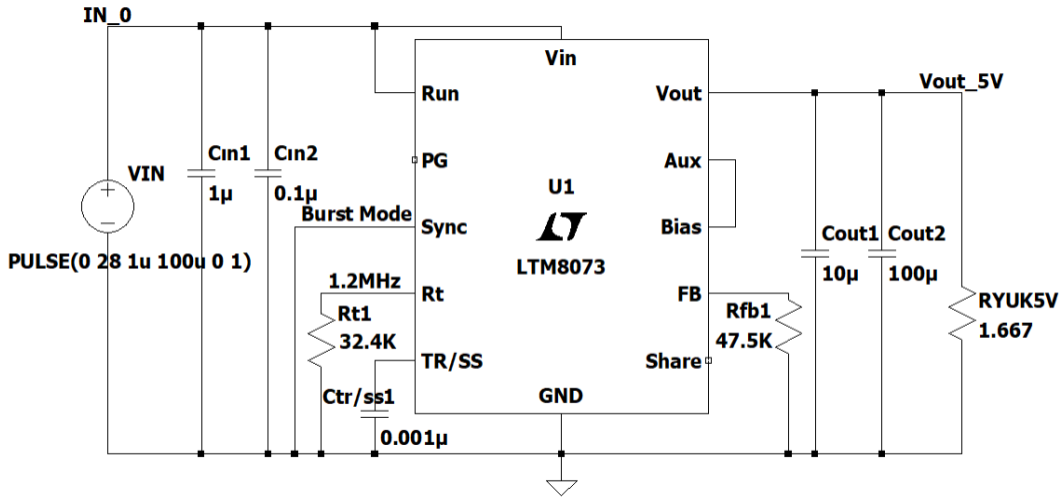 IN_0
Vin
Run
Vout
Vout_5V
Cın1
Cın2
PG
Aux
VIN
1µ
0.1µ
U1
Burst Mode
Sync
Bias
Cout1
Cout2
PULSE(0 28 1u 100u 0 1)
LTM8073
10µ
100µ
1.2MHz
Rt
FB
Rt1
Rfb1
RYUK5V
32.4K
47.5K
1.667
TR/SS
Share
Ctr/ss1
GND
0.001µ